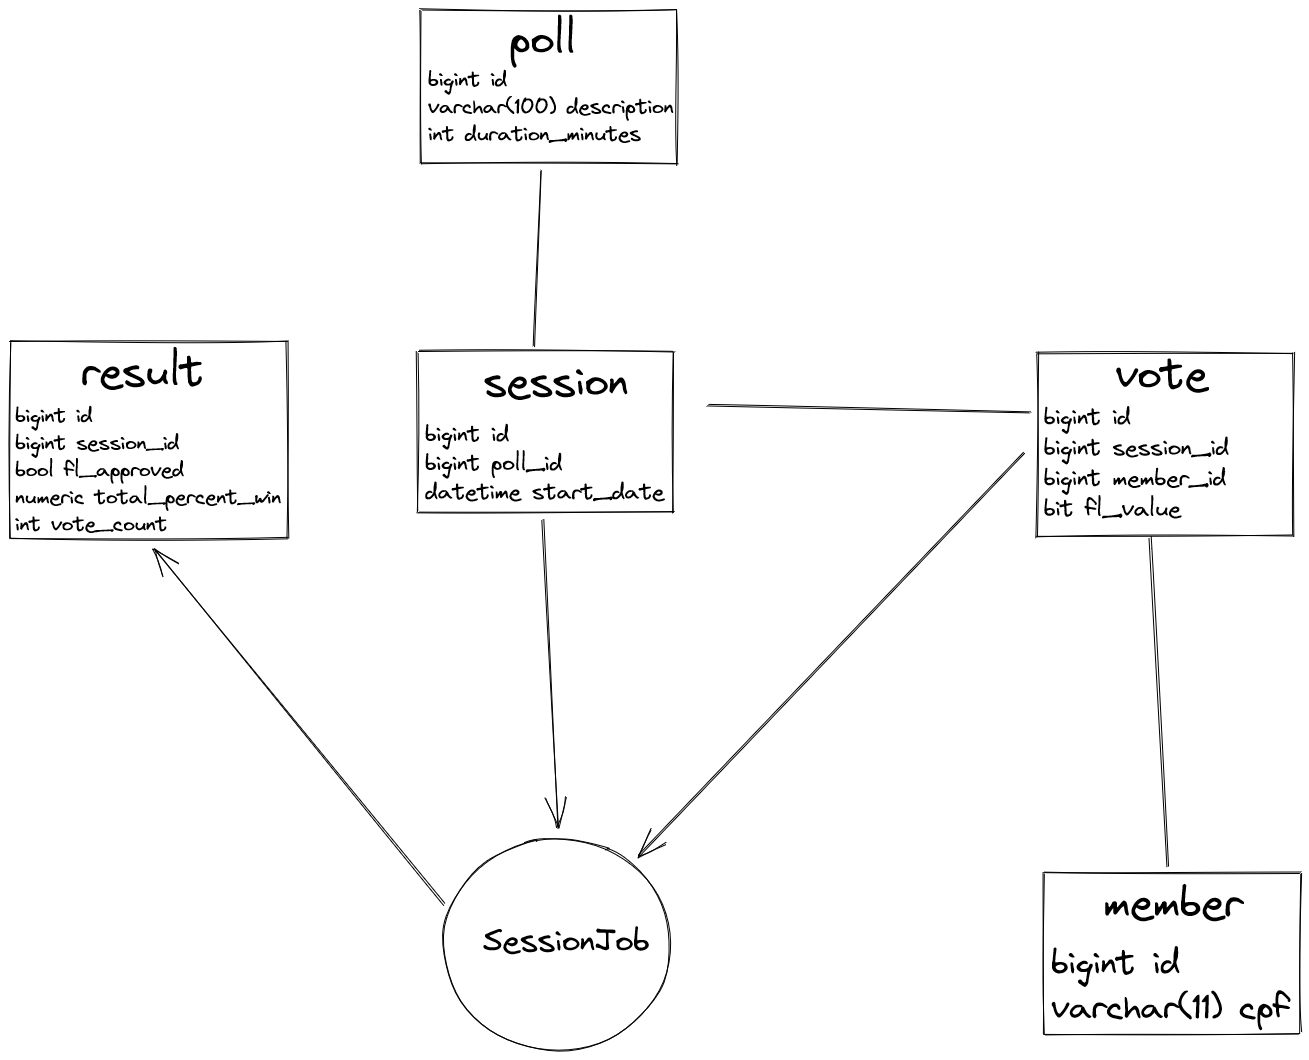 poll
bigint id
varchar(100) description
int duration_minutes
result
bigint id
bigint session_id
bool fl_approved
numeric total_percent_win
int vote_count
session
bigint id
bigint poll_id
datetime start_date
vote
bigint id
bigint session_id
bigint member_id
bit fl_value
SessionJob
member
bigint id
varchar(11) cpf